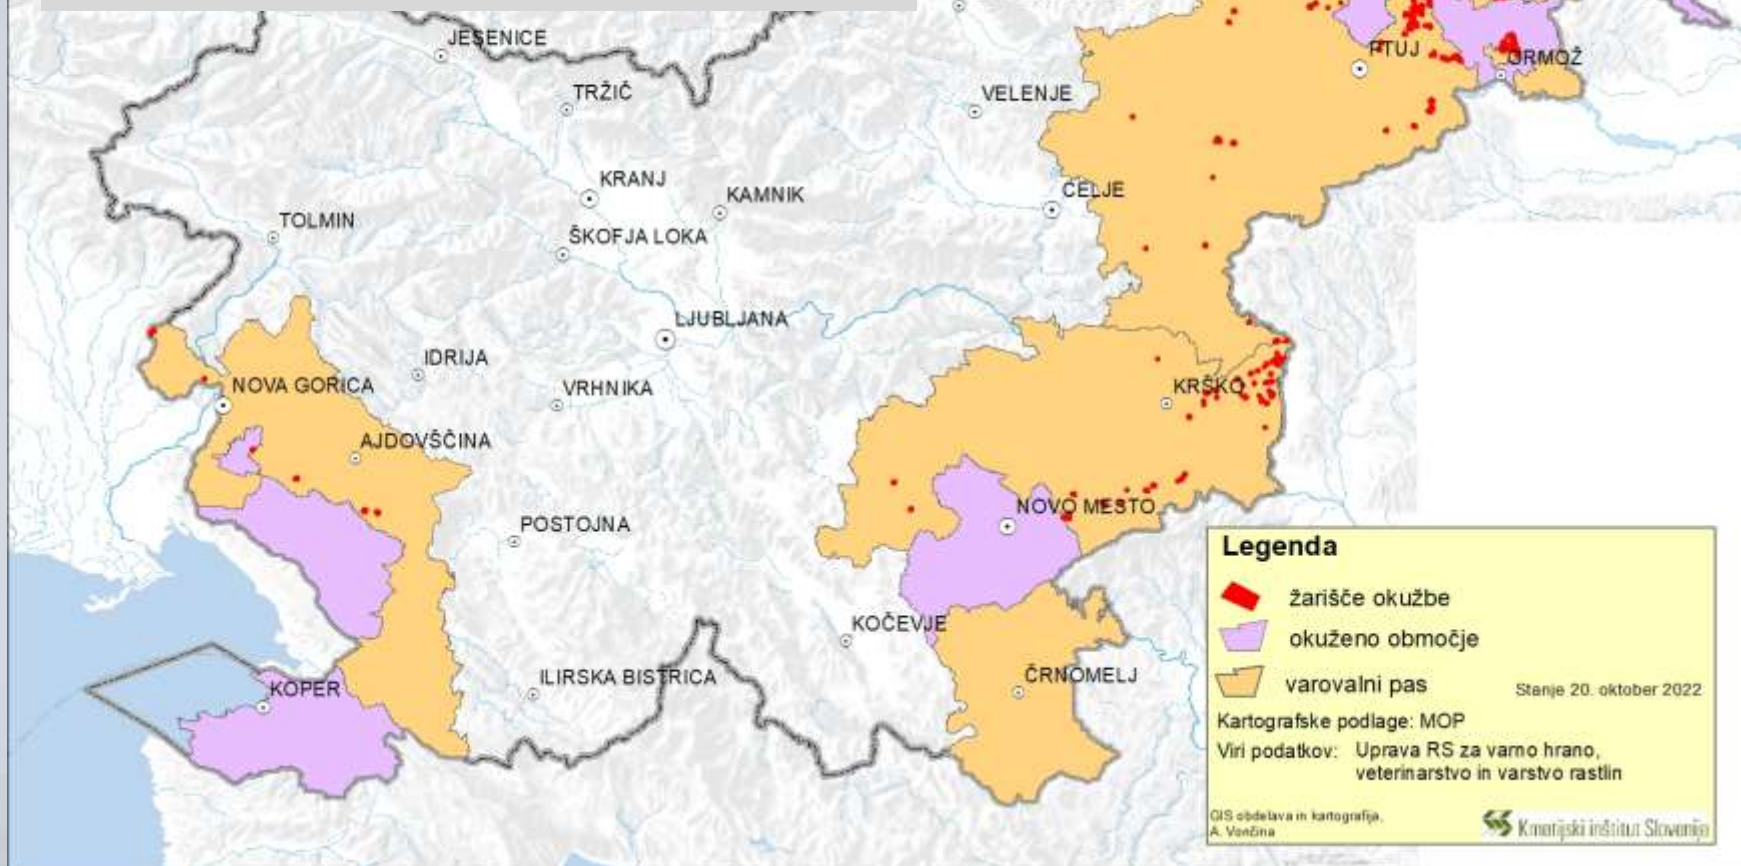 JESENICE
TRŽIČ
VELENJE
PTUJ
ORMOŽ
KRANJ
KAMNIK
CELJE
TOLMIN
ŠKOFJA LOKA
LJUBLJANA
IDRIJA
NOVA GORICA
VRHNIKA
KRŠKO
AJDOVŠČINA
NOVO MESTO
POSTOJNA
KOČEVJE
ILIRSKA BISTRICA
ČRNOMELJ
KOPER
Legenda
žarišče okužbe
okuženo območje
varovalni pas
Stanje 20. oktober 2022
Kartografske podlage: MOP
Viri podatkov: Uprava RS za varno hrano,
veterinarstvo in varstvo rastlin
GIS obdelava in kartografija,
A. Vončina
Kmetijski inštitut Slovenije